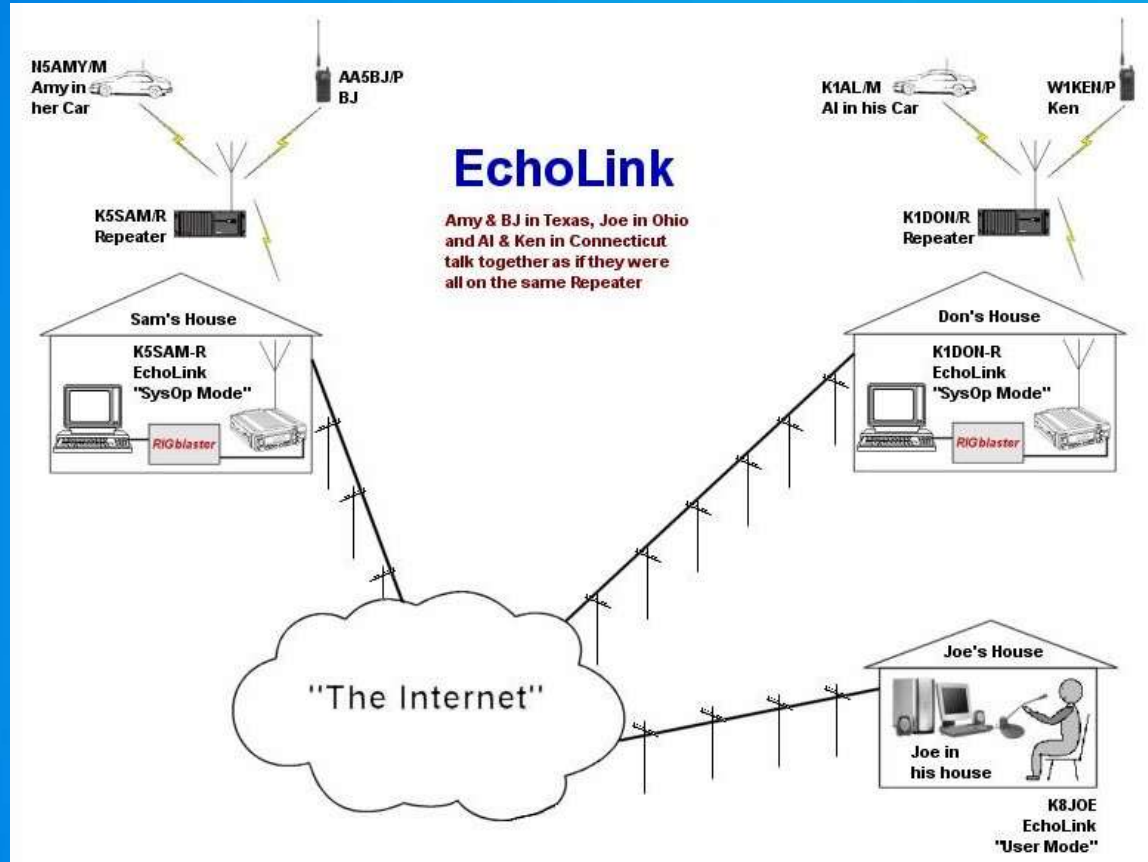 N5AMY/M
Amy in
her Car
AA5BJ/P
BJ
K5SAM/R
Repeater
EchoLink
Amy & BJ in Texas, Joe in Ohio
and Al & Ken in Connecticut
talk together as if they were
all on the same Repeater
K1AL/M
Al in his Car
W1KEN/P
Ken
K1DON/R
Repeater
Sam's House
K5SAM-R
EchoLink
"SysOp Mode"
RIGblaster
Don's House
K1DON-R
EchoLink
"SysOp Mode"
RIGblaster
"The Internet"
Joe's House
Joe in
his house
K8JOE
EchoLink
"User Mode"